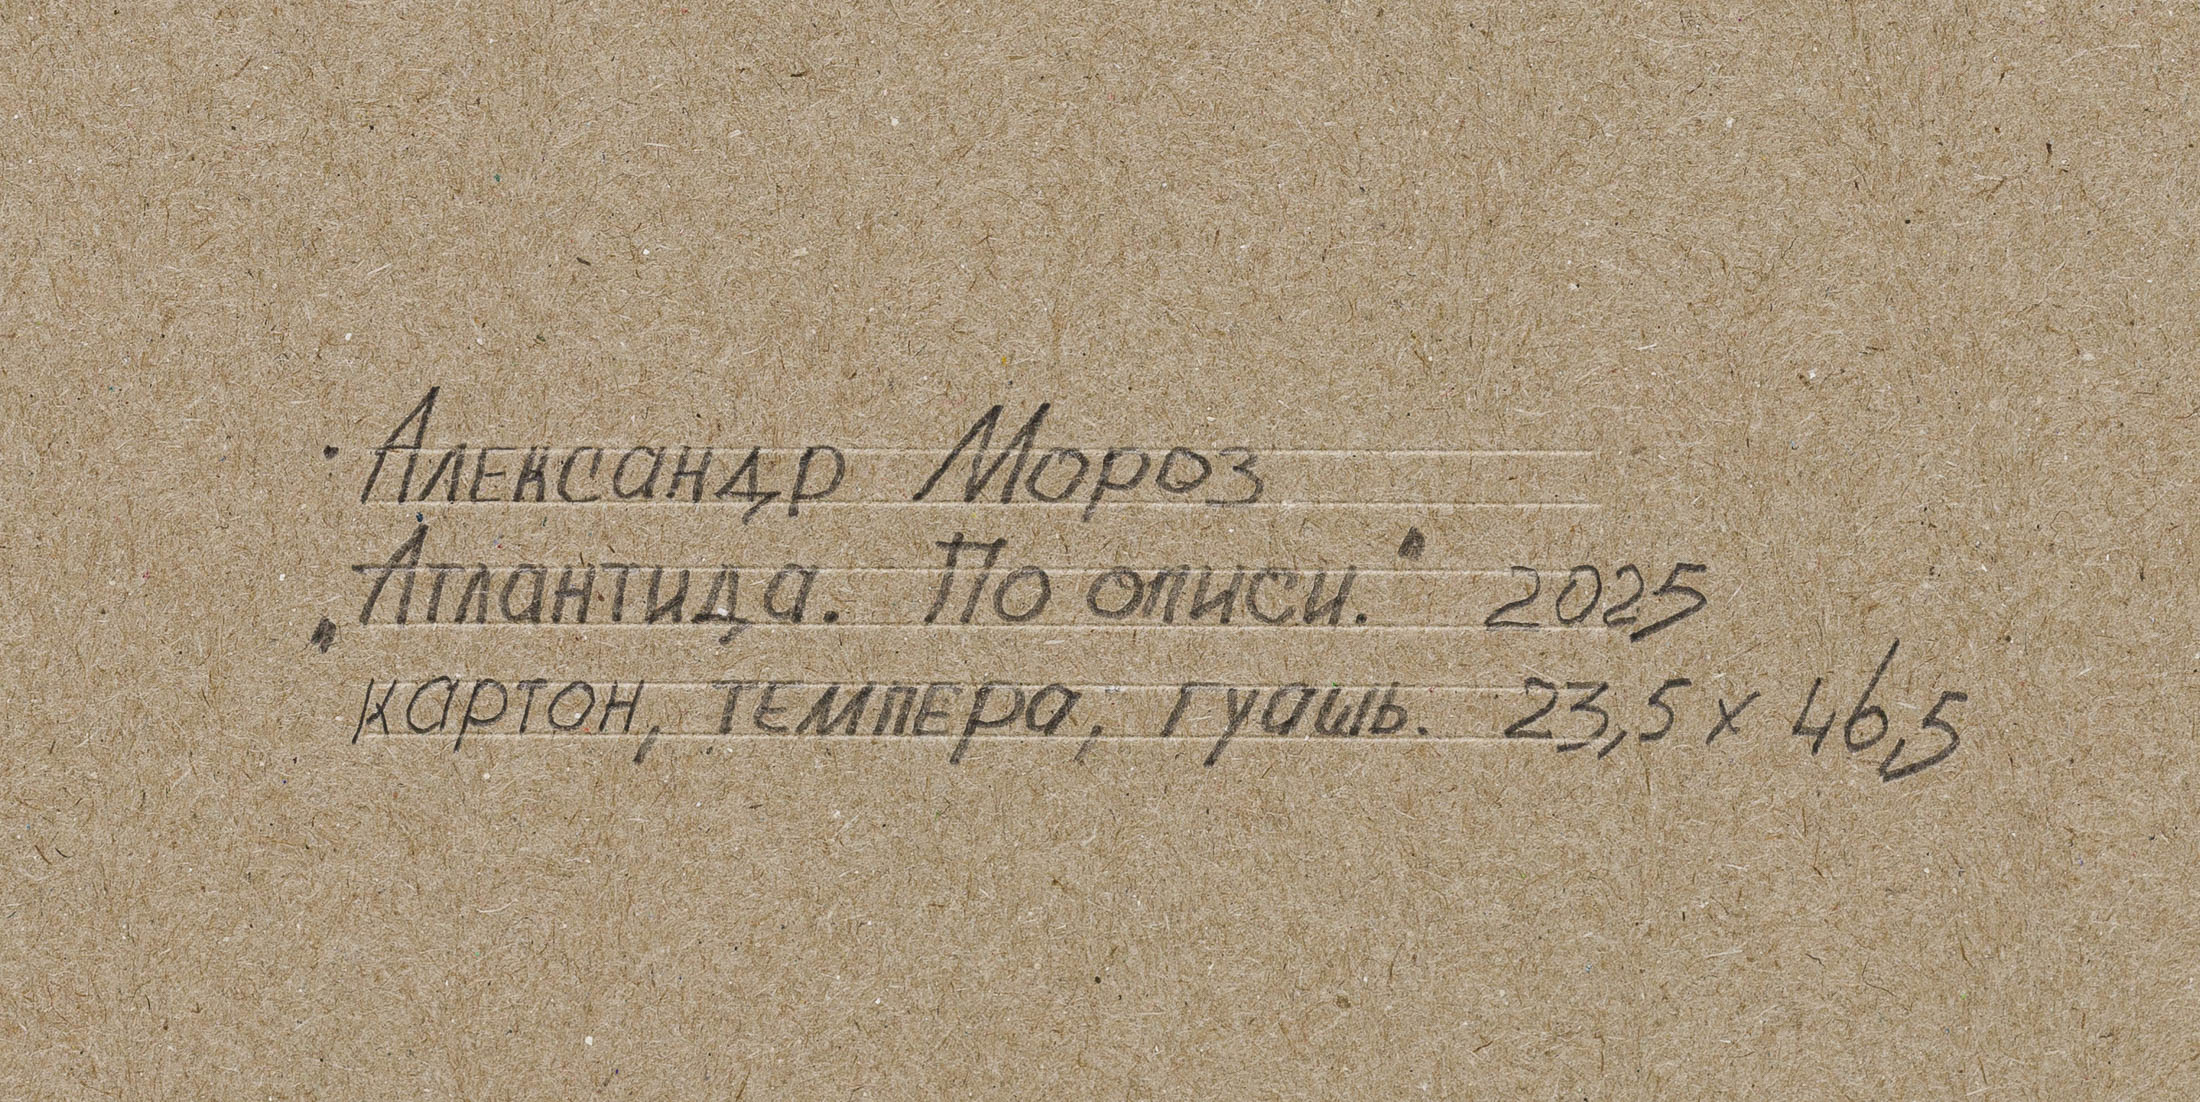 Александр Мороз
Атлантида. По описи. 2025
картон, темпера, гуашь. 23,5 x 46,5